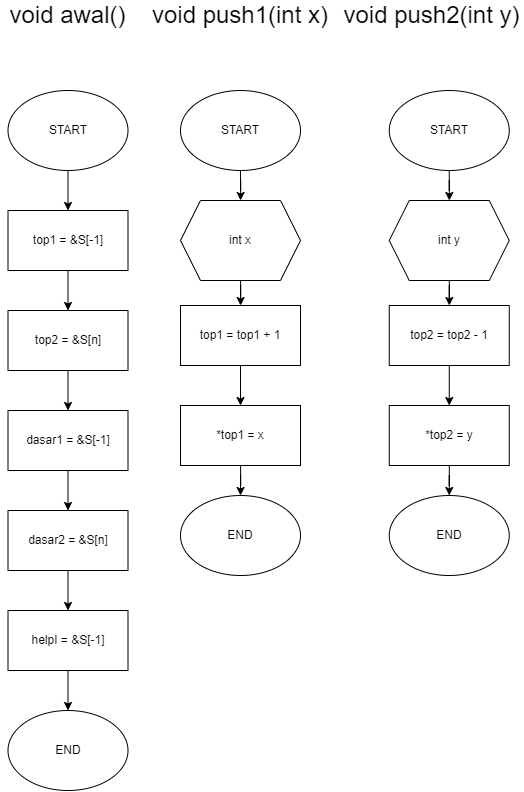 void awal()
START
top1 = &S[-1]
top2 = &S[n]
dasar1 = &S[-1]
dasar2 = &S[n]
helpl = &S[-1]
END
void push1(int x)
START
int x
top1 = top1 + 1
*top1 = x
END
void push2(int y)
START
int y
top2 = top2 - 1
*top2 = y
END